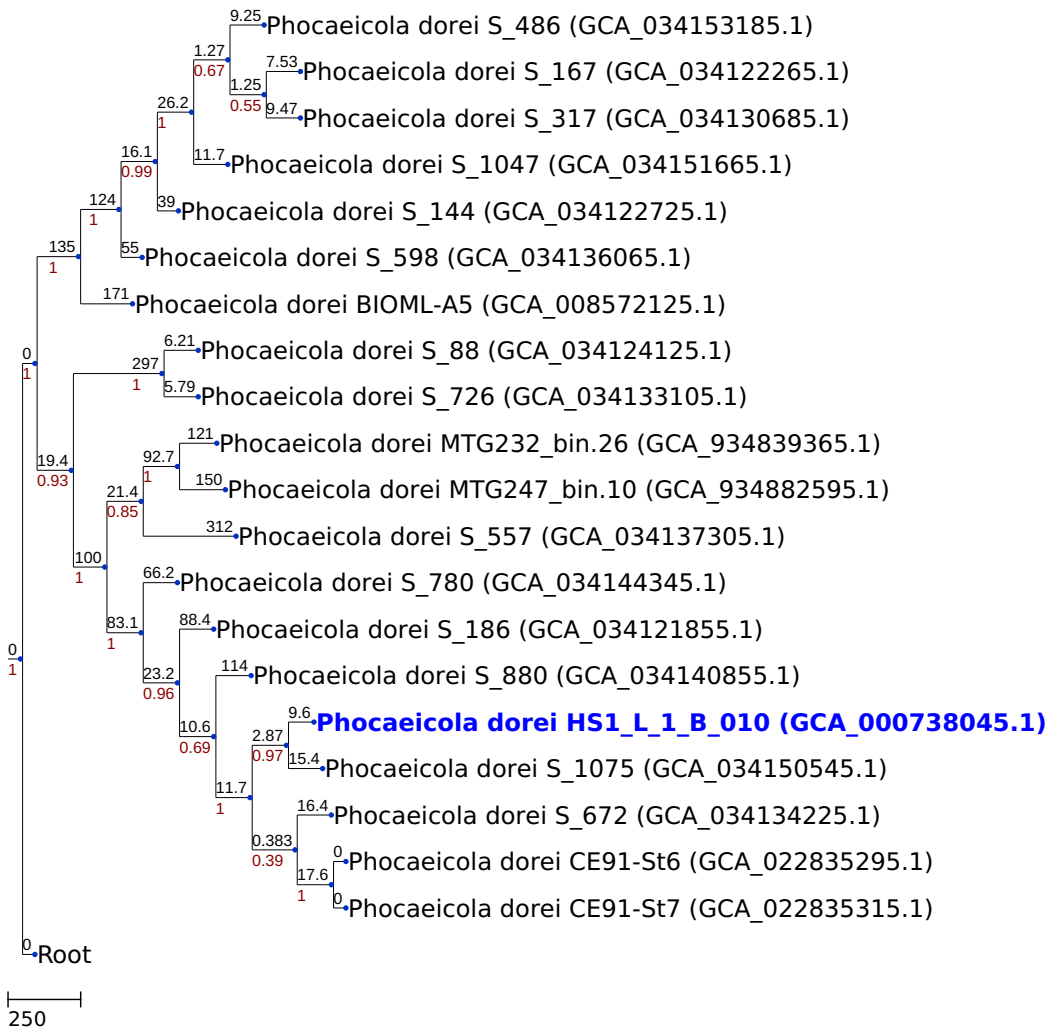 9.25
Phocaeicola dorei S_486 (GCA_034153185.1)
1.27
0.67
7.53
Phocaeicola dorei S_167 (GCA_034122265.1)
1.25
0.55
9.47
Phocaeicola dorei S_317 (GCA_034130685.1)
26.2
1
11.7
Phocaeicola dorei S_1047 (GCA_034151665.1)
16.1
0.99
39
Phocaeicola dorei S_144 (GCA_034122725.1)
124
1
55
Phocaeicola dorei S_598 (GCA_034136065.1)
135
1
171
Phocaeicola dorei BIOML-A5 (GCA_008572125.1)
0
1
6.21
Phocaeicola dorei S_88 (GCA_034124125.1)
297
1
5.79
Phocaeicola dorei S_726 (GCA_034133105.1)
19.4
0.93
121
Phocaeicola dorei MTG232_bin.26 (GCA_934839365.1)
92.7
1
150
Phocaeicola dorei MTG247_bin.10 (GCA_934882595.1)
21.4
0.85
312
Phocaeicola dorei S_557 (GCA_034137305.1)
100
1
66.2
Phocaeicola dorei S_780 (GCA_034144345.1)
83.1
1
88.4
Phocaeicola dorei S_186 (GCA_034121855.1)
0
1
23.2
0.96
114
Phocaeicola dorei S_880 (GCA_034140855.1)
10.6
0.69
9.6
Phocaeicola dorei HS1_L_1_B_010 (GCA_000738045.1)
2.87
0.97
15.4
Phocaeicola dorei S_1075 (GCA_034150545.1)
11.7
1
16.4
Phocaeicola dorei S_672 (GCA_034134225.1)
0.383
0.39
0
Phocaeicola dorei CE91-St6 (GCA_022835295.1)
17.6
1
0
Phocaeicola dorei CE91-St7 (GCA_022835315.1)
0
Root
250